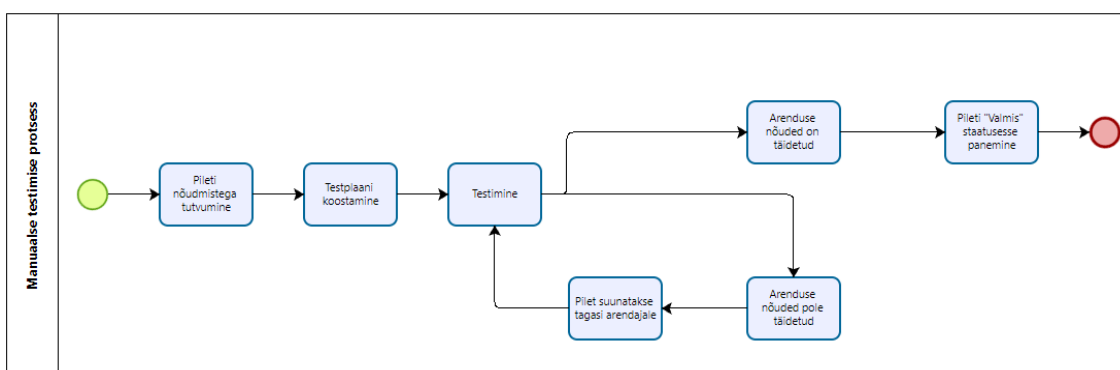 Manuaalse testimise protsess
Pileti
nõudmistega
tutvumine
Testplaani
koostamine
Testimine
Arenduse
nõuded on
täidetud
Pileti "Valmis"
staatusesse
panemine
Pilet suunatakse
tagasi arendajale
Arenduse
nõuded pole
täidetud